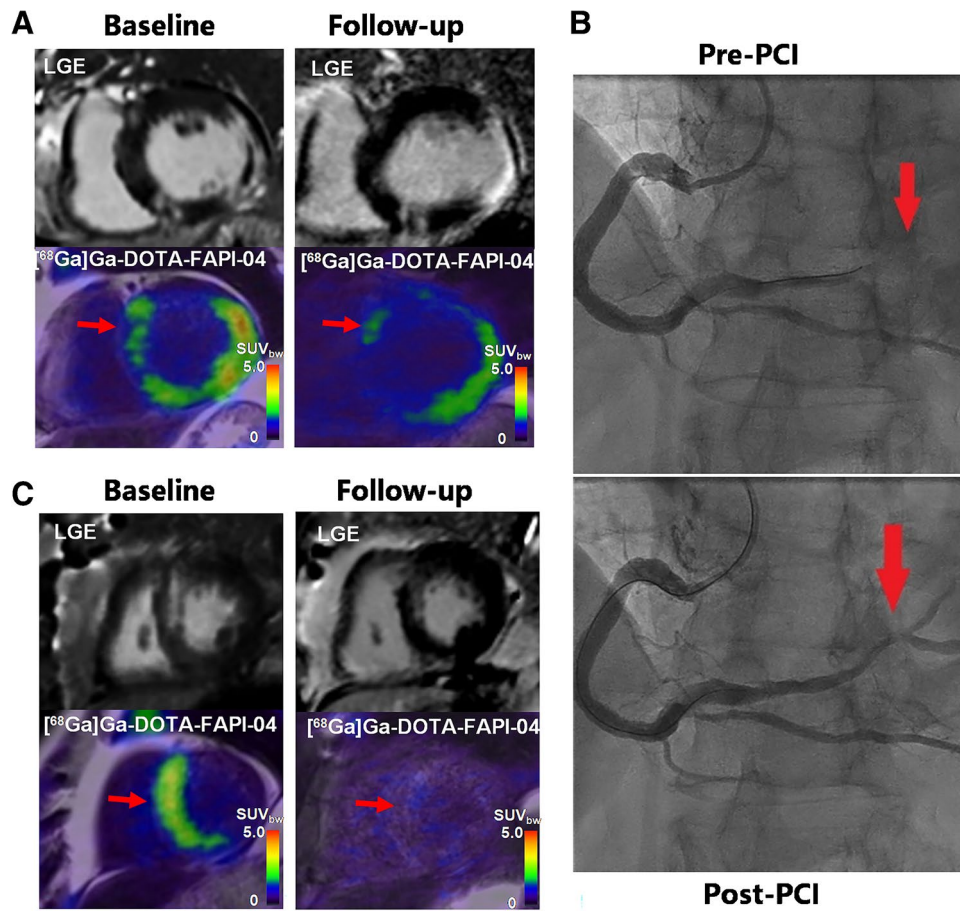 A
Baseline
Follow-up
LGE
LGE
[⁶⁸Ga]Ga-DOTA-FAPI-04
[⁶⁸Ga]Ga-DOTA-FAPI-04
SUVbw
5.0
0
SUVbw
5.0
0
B
Pre-PCI
Post-PCI
C
Baseline
Follow-up
LGE
LGE
[⁶⁸Ga]Ga-DOTA-FAPI-04
[⁶⁸Ga]Ga-DOTA-FAPI-04
SUVbw
5.0
0
SUVbw
5.0
0